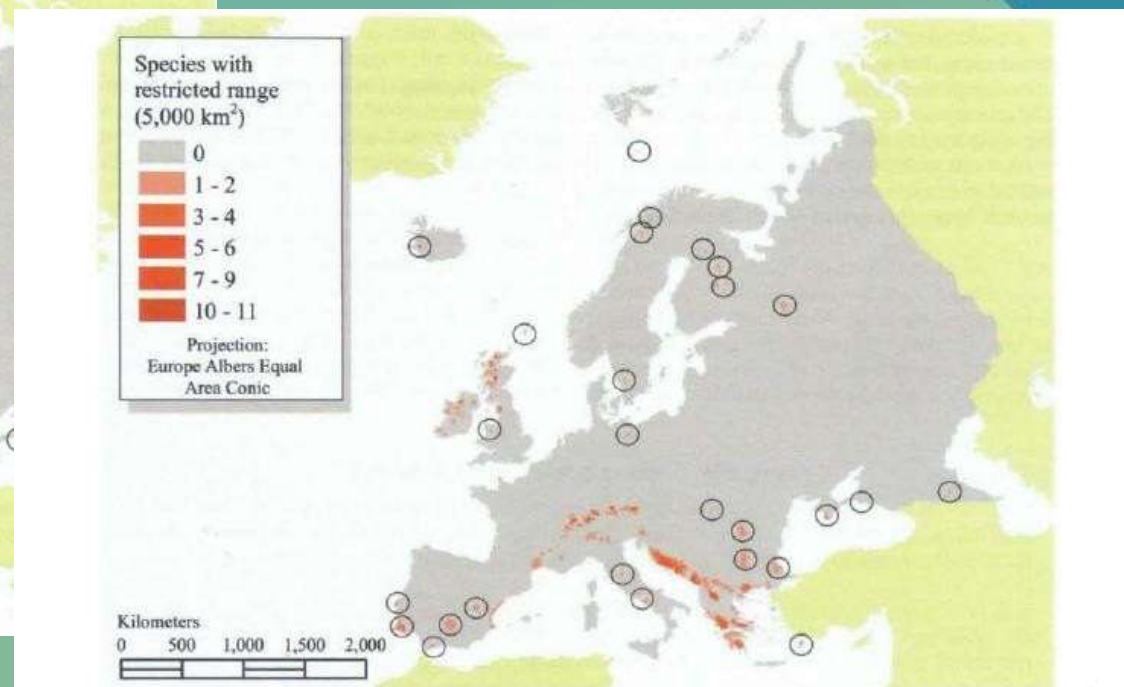 Species with
restricted range
(5,000 km²)
0
1 - 2
3 - 4
5 - 6
7 - 9
10 - 11
Projection:
Europe Albers Equal
Area Conic
Kilometers
0 500 1,000 1,500 2,000